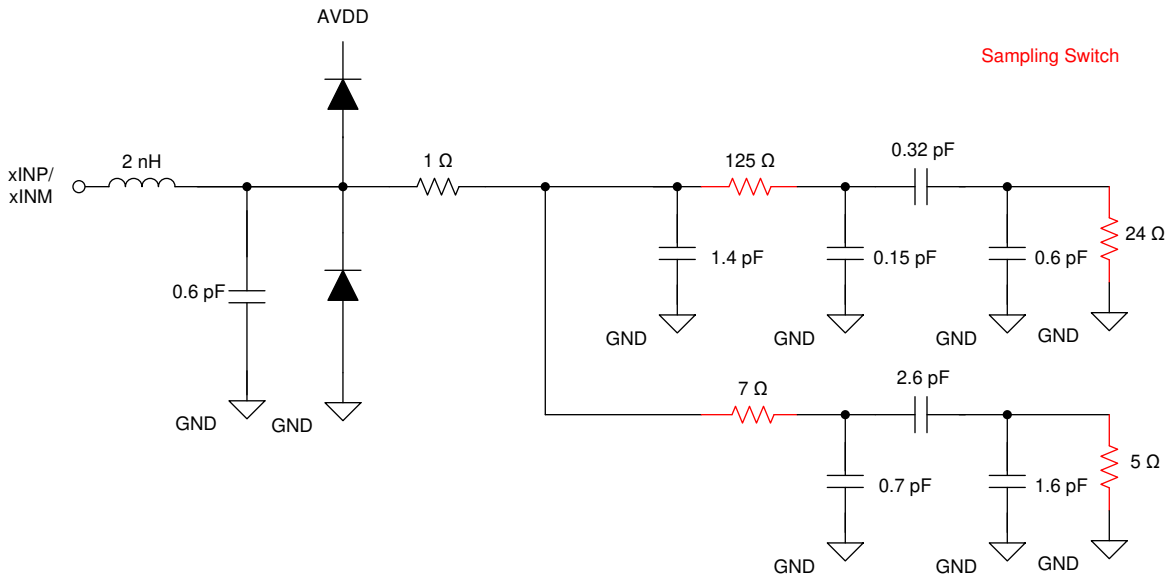 AVDD
Sampling Switch
0.32 pF
2 nH
1 Ω
125 Ω
xINP/
xINM
24 Ω
1.4 pF
0.15 pF
0.6 pF
0.6 pF
GND
GND
GND
GND
2.6 pF
7 Ω
GND
GND
5 Ω
0.7 pF
1.6 pF
GND
GND
GND